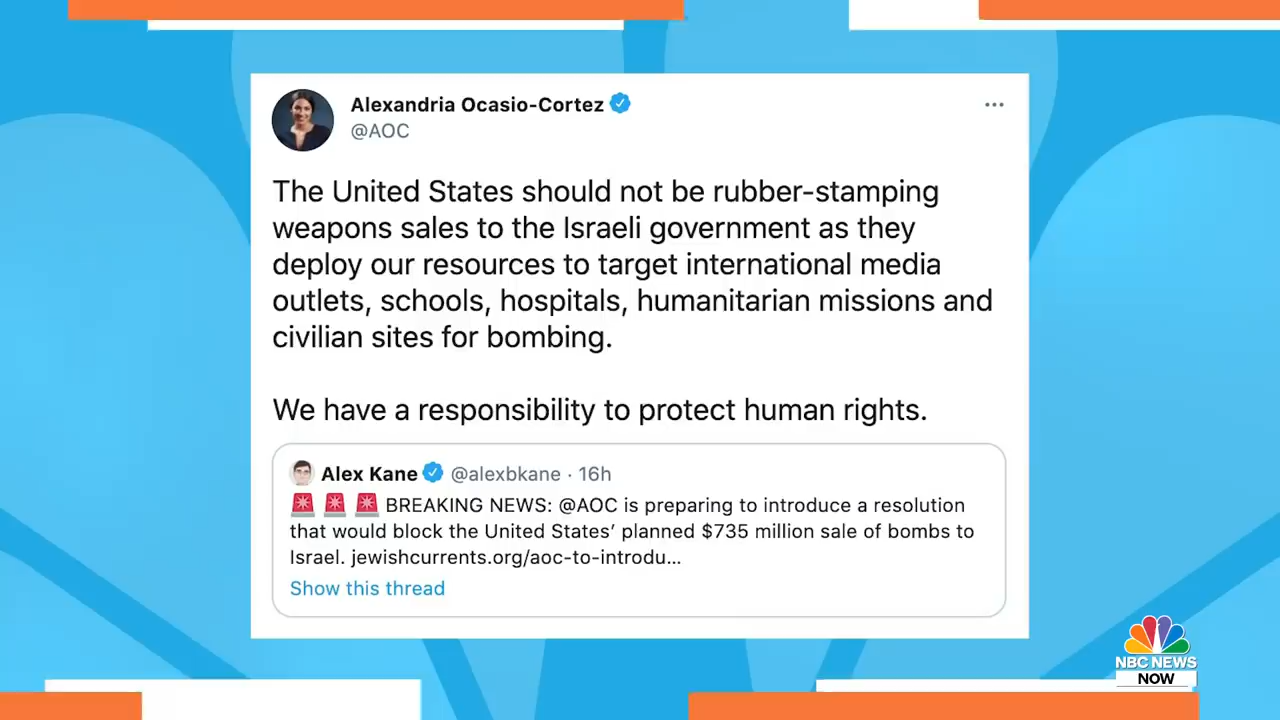 Alexandria Ocasio-Cortez
@AOC
The United States should not be rubber-stamping
weapons sales to the Israeli government as they
deploy our resources to target international media
outlets, schools, hospitals, humanitarian missions and
civilian sites for bombing.
We have a responsibility to protect human rights.
Alex Kane @alexbkane · 16h
🚨 🚨 🚨 BREAKING NEWS: @AOC is preparing to introduce a resolution
that would block the United States’ planned $735 million sale of bombs to
Israel. jewishcurrents.org/aoc-to-introdu...
Show this thread
NBC NEWS
NOW